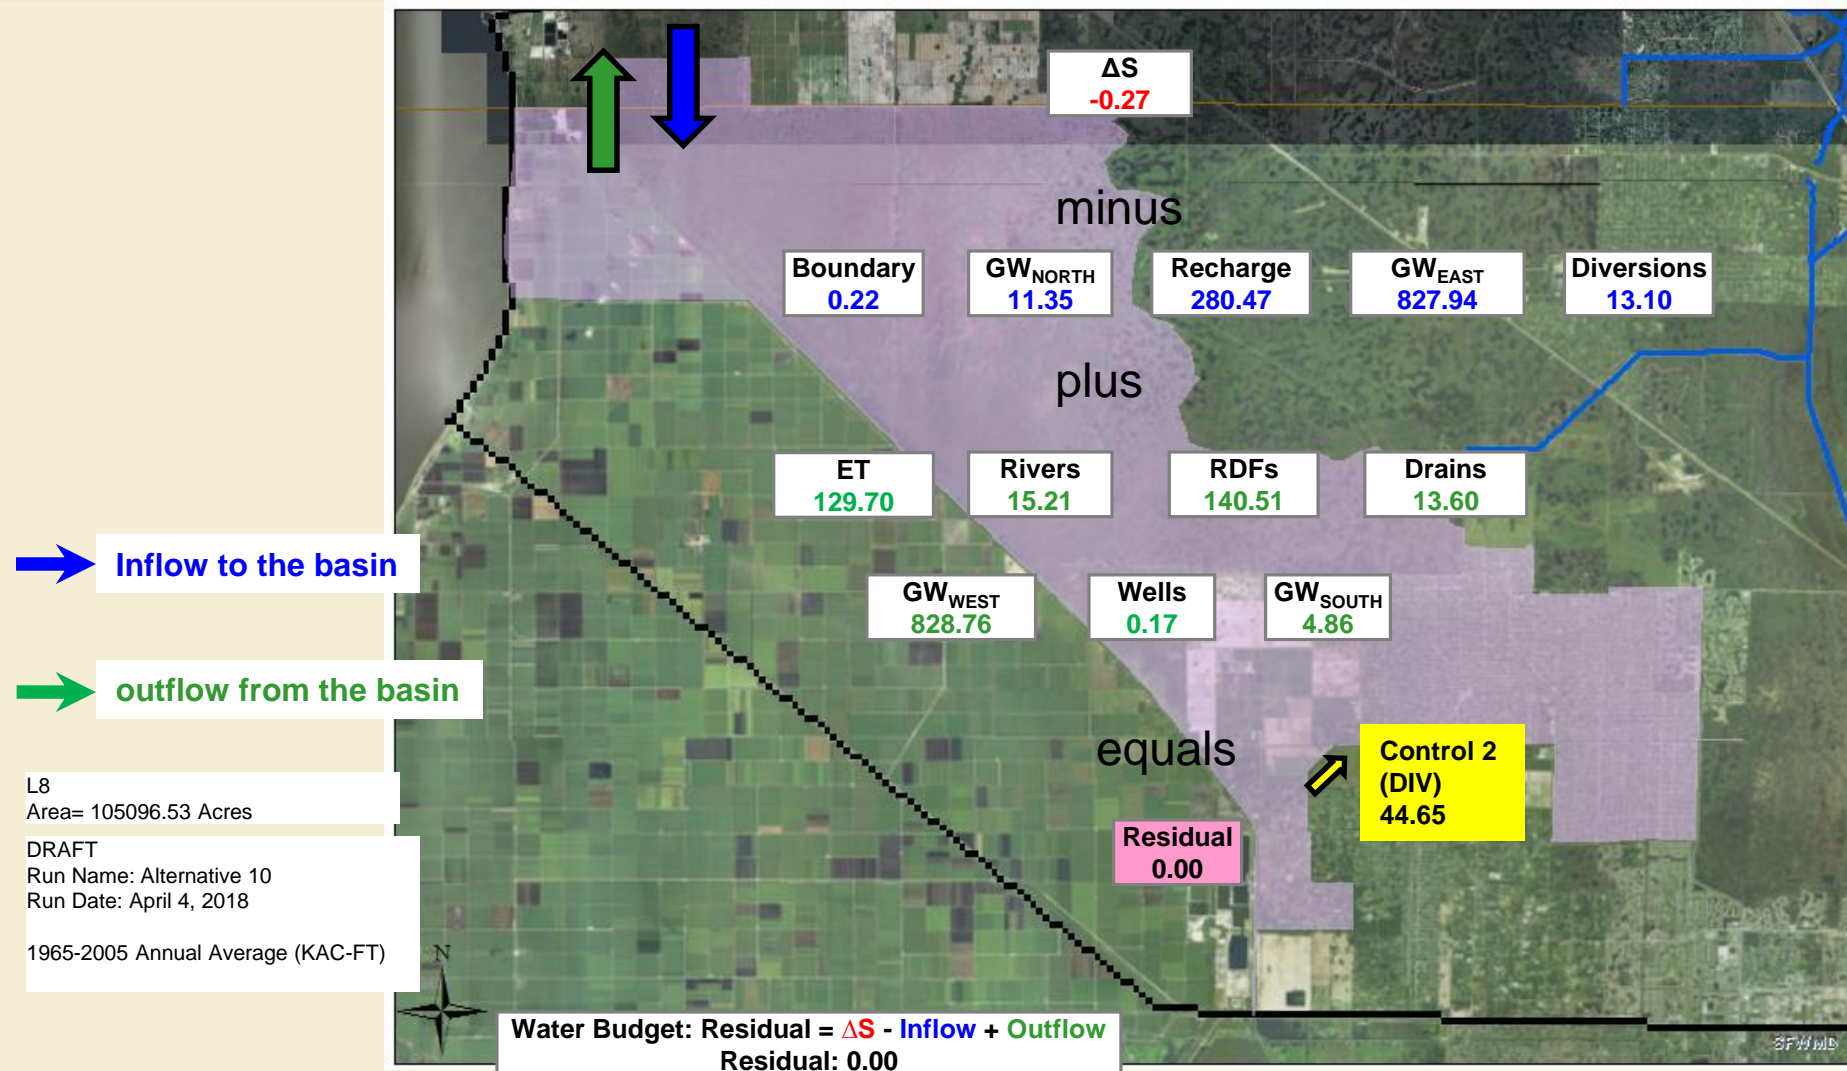 ΔS
-0.27
minus
Boundary
0.22
GW_NORTH
11.35
Recharge
280.47
GW_EAST
827.94
Diversions
13.10
plus
ET
129.70
Rivers
15.21
RDFs
140.51
Drains
13.60
Inflow to the basin
GW_WEST
828.76
Wells
0.17
GW_SOUTH
4.86
outflow from the basin
equals
Control 2
(DIV)
44.65
L8
Area= 105096.53 Acres
Residual
0.00
DRAFT
Run Name: Alternative 10
Run Date: April 4, 2018
1965-2005 Annual Average (KAC-FT)
N
Water Budget: Residual = ΔS - Inflow + Outflow
Residual: 0.00
SFWMD